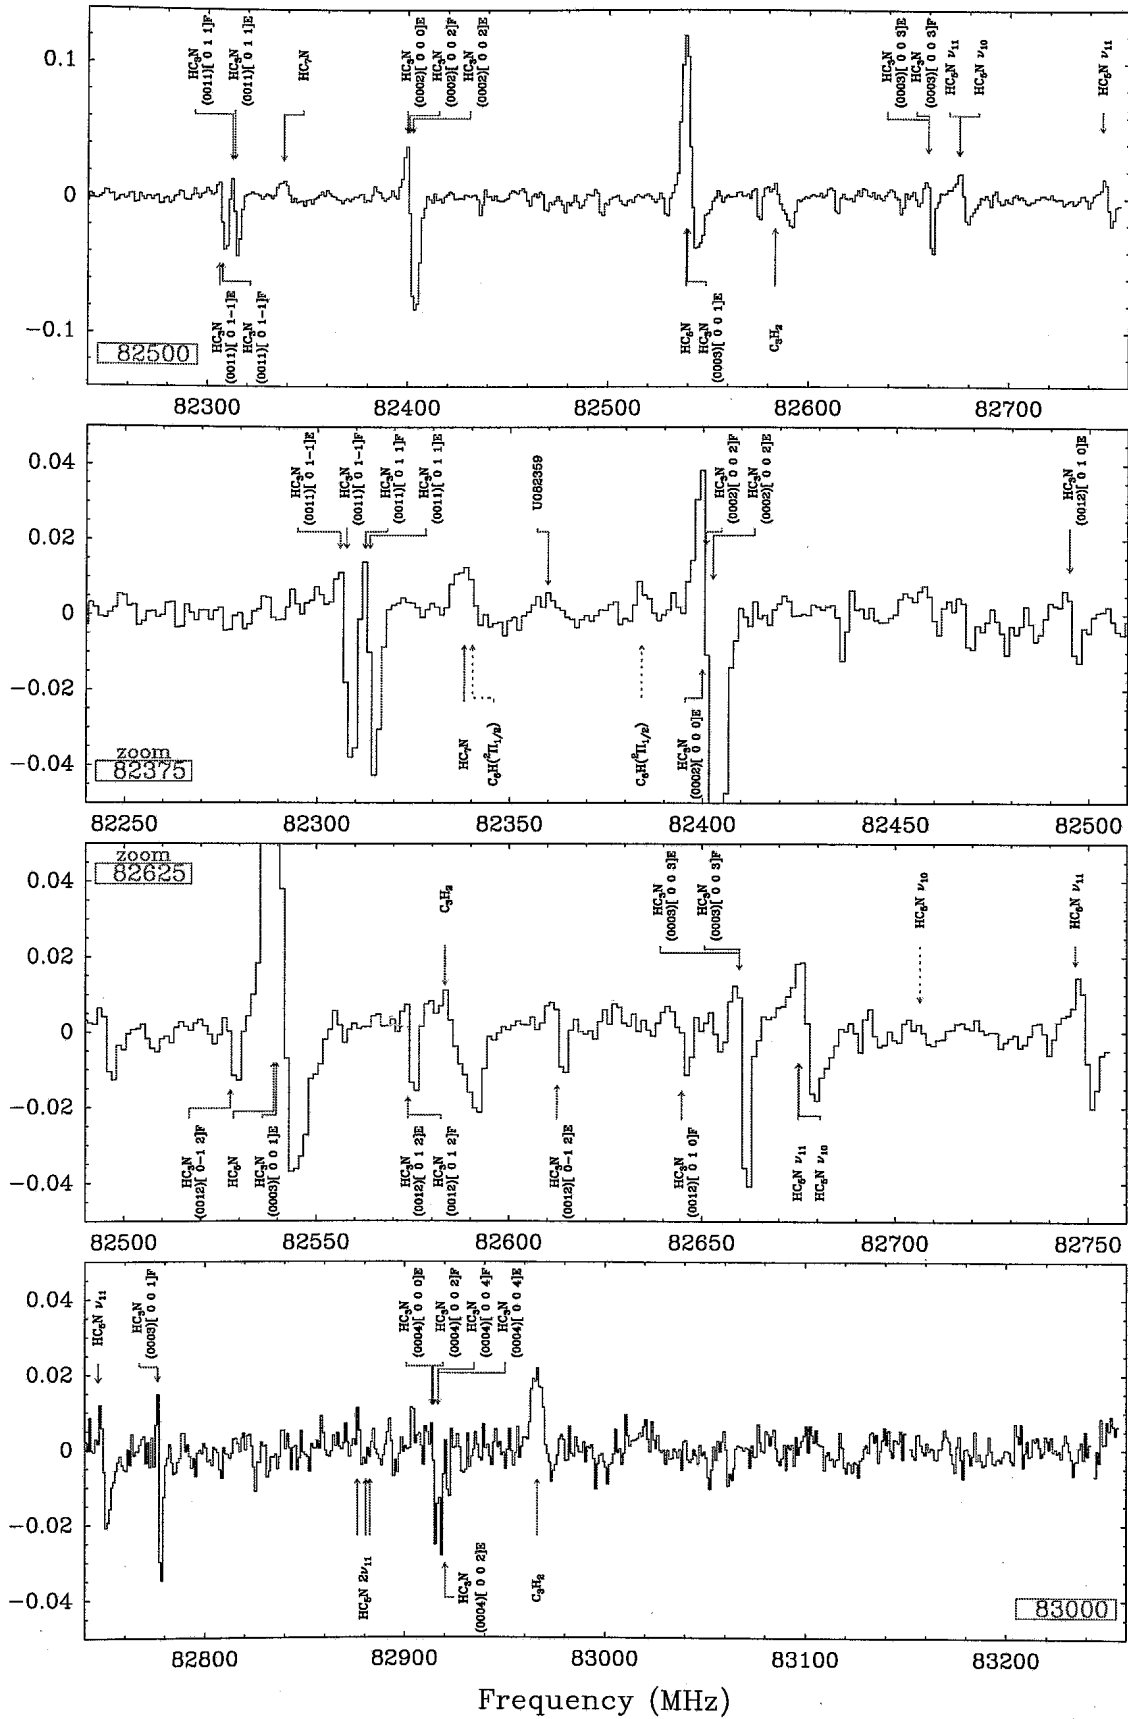 HC₃N
(0011)[ 0 1 1]F
HC₃N
(0011)[ 0 1 1]E
HC₇N
HC₃N
(0002)[ 0 0 0]E
HC₃N
(0002)[ 0 0 2]F
HC₃N
(0002)[ 0 0 2]E
HC₃N
(0003)[ 0 0 3]E
HC₃N
(0003)[ 0 0 3]F
HC₅N ν₁₁
HC₅N ν₁₀
HC₅N ν₁₁
0.1
0
−0.1
HC₃N
(0011)[ 0 1−1]E
HC₃N
(0011)[ 0 1−1]F
HC₅N
HC₃N
(0003)[ 0 0 1]E
C₃H₂
82500
82300 82400 82500 82600 82700
HC₃N
(0011)[ 0 1−1]E
HC₃N
(0011)[ 0 1−1]F
HC₃N
(0011)[ 0 1 1]F
HC₃N
(0011)[ 0 1 1]E
U082359
HC₃N
(0002)[ 0 0 2]F
HC₃N
(0002)[ 0 0 2]E
HC₃N
(0012)[ 0 1 0]E
0.04
0.02
0
−0.02
−0.04
HC₇N
C₆H(²Π₁/₂)
C₆H(²Π₁/₂)
HC₃N
(0002)[ 0 0 0]E
zoom
82375
82250 82300 82350 82400 82450 82500
zoom
82625
C₃H₂
HC₃N
(0003)[ 0 0 3]E
HC₃N
(0003)[ 0 0 3]F
HC₅N ν₁₀
HC₅N ν₁₁
0.04
0.02
0
−0.02
−0.04
HC₃N
(0012)[ 0−1 2]F
HC₅N
HC₃N
(0003)[ 0 0 1]E
HC₃N
(0012)[ 0 1 2]E
HC₃N
(0012)[ 0 1 2]F
HC₃N
(0012)[ 0−1 2]E
HC₃N
(0012)[ 0 1 0]F
HC₅N ν₁₁
HC₅N ν₁₀
82500 82550 82600 82650 82700 82750
HC₅N ν₁₁
HC₃N
(0003)[ 0 0 1]F
HC₃N
(0004)[ 0 0 0]E
HC₃N
(0004)[ 0 0 2]F
HC₃N
(0004)[ 0 0 4]F
HC₃N
(0004)[ 0 0 4]E
0.04
0.02
0
−0.02
−0.04
HC₅N 2ν₁₁
HC₃N
(0004)[ 0 0 2]E
C₃H₂
83000
82800 82900 83000 83100 83200
Frequency (MHz)